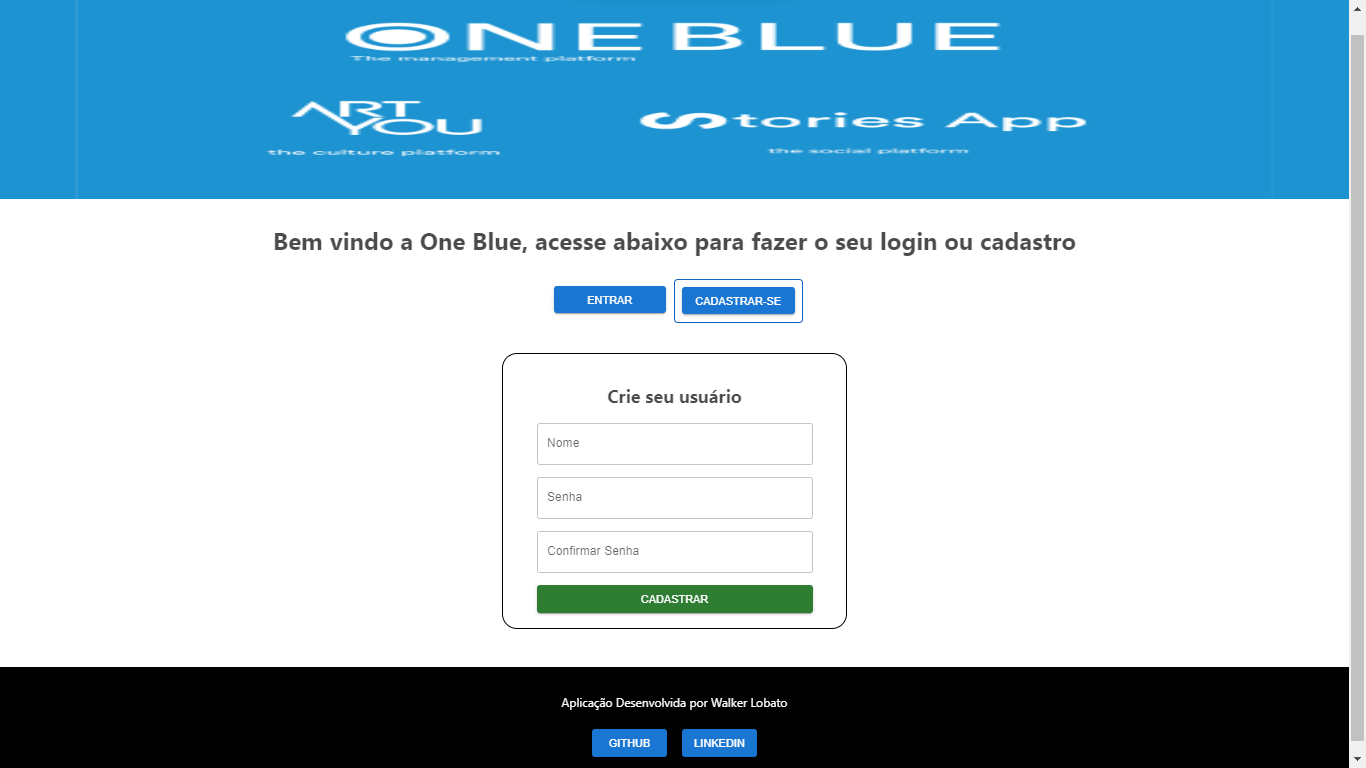 ONEBLUE
The management platform
ART
YOU
the culture platform
Stories App
the social platform
Bem vindo a One Blue, acesse abaixo para fazer o seu login ou cadastro
ENTRAR
CADASTRAR-SE
Crie seu usuário
Nome
Senha
Confirmar Senha
CADASTRAR
Aplicação Desenvolvida por Walker Lobato
GITHUB
LINKEDIN